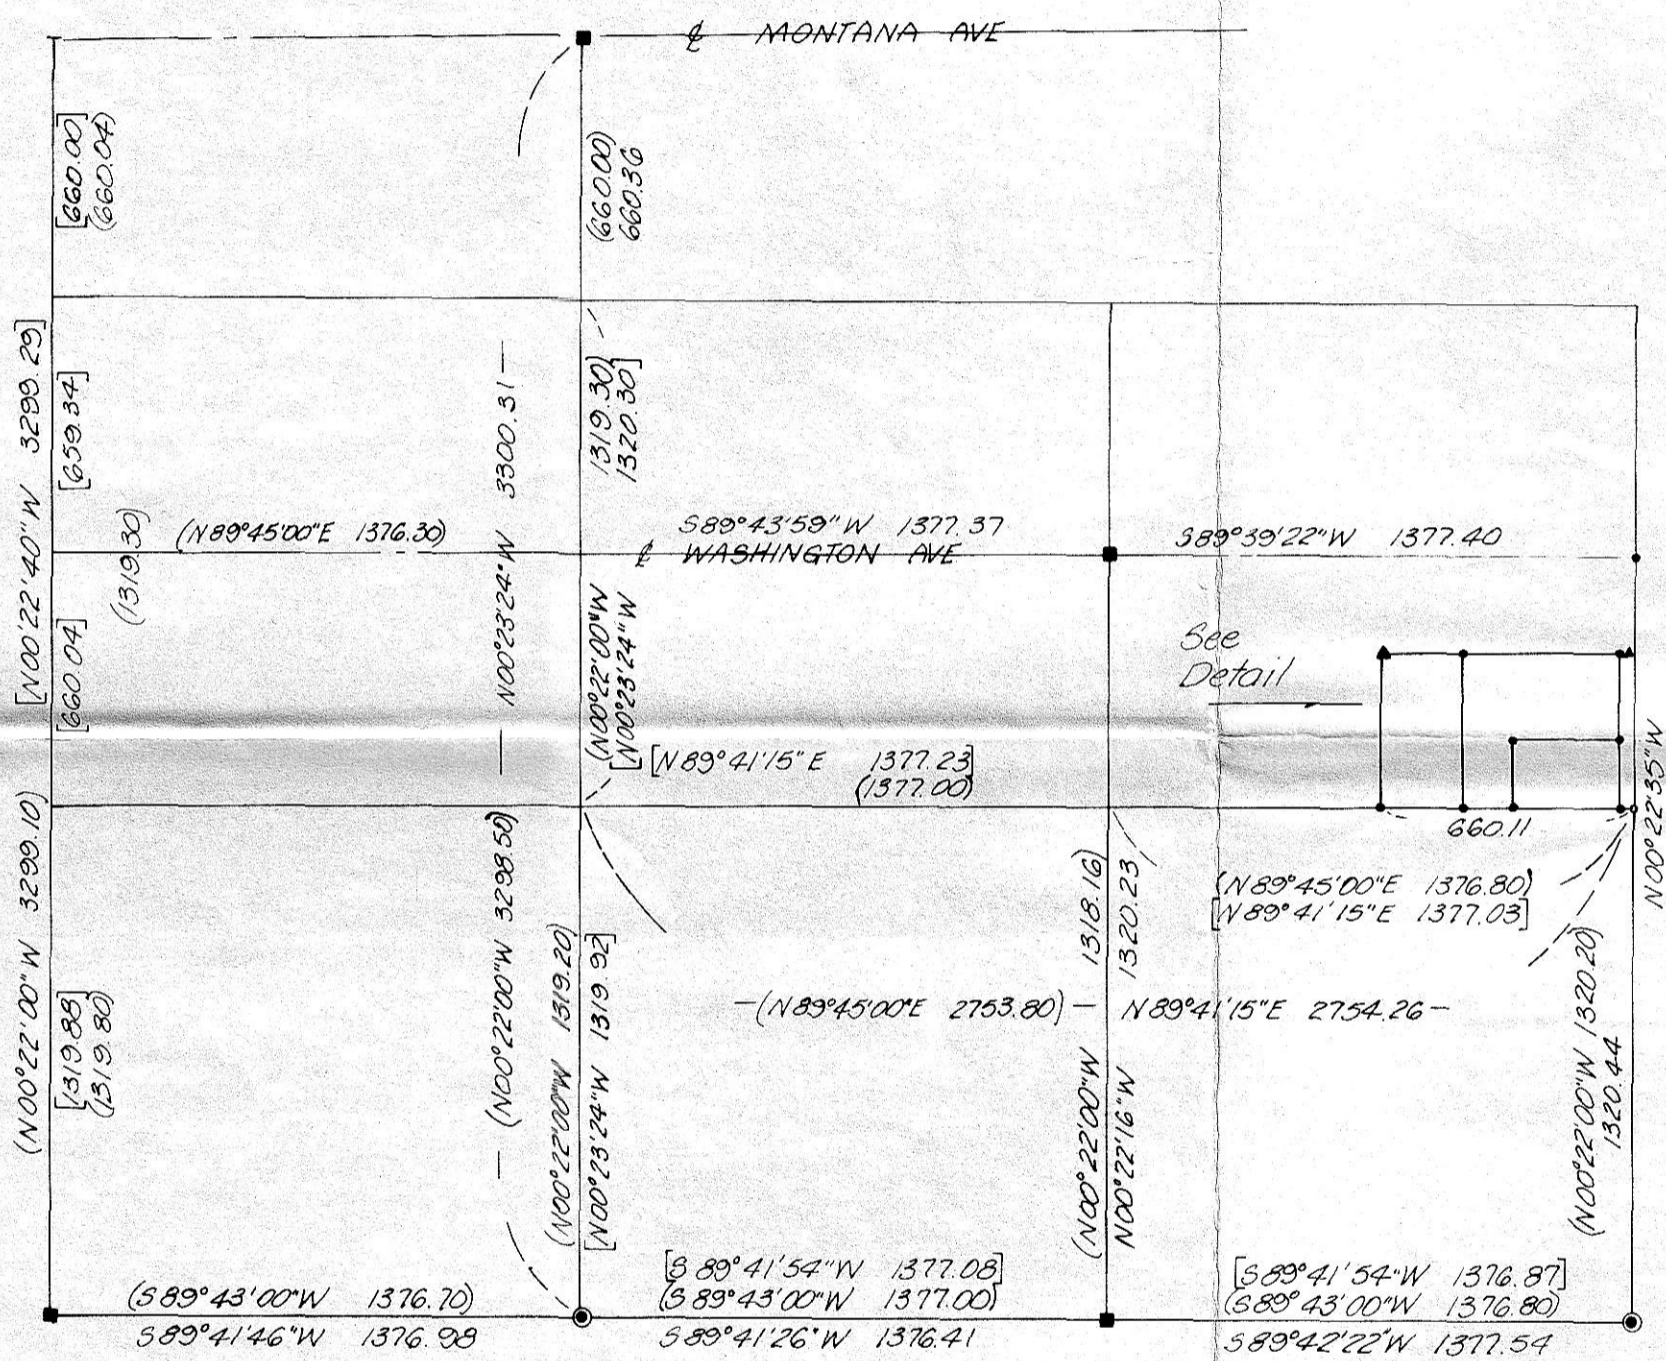 ℄ MONTANA AVE
[660.00]
(660.04)
(660.00)
660.36
[N00°22'40"W 3299.29]
[659.34]
(1319.30)
[660.04]
(N89°45'00"E 1376.30)
N00°23'24"W 3300.31
1319.30)
1320.30]
S89°43'59"W 1377.37
℄ WASHINGTON AVE
S89°39'22"W 1377.40
(N00°22'00"W
[N00°23'24"W
See
Detail
[N89°41'15"E 1377.23]
(1377.00)
660.11
N00°22'35"W
(N89°45'00"E 1376.80)
[N89°41'15"E 1377.03]
(N00°22'00"W 3299.10)
[1319.88]
(1319.80)
(N00°22'00"W 3298.50)
(N00°22'00"W 1319.20)
[N00°23'24"W 1319.92]
(N89°45'00"E 2753.80)
N89°41'15"E 2754.26
(N00°22'00"W 1318.16)
N00°22'16"W 1320.23
(N00°22'00"W 1320.20)
1320.44
(S89°43'00"W 1376.70)
S89°41'46"W 1376.98
[S89°41'54"W 1377.08]
(S89°43'00"W 1377.00)
S89°41'26"W 1376.41
[S89°41'54"W 1376.87]
(S89°43'00"W 1376.80)
S89°42'22"W 1377.54